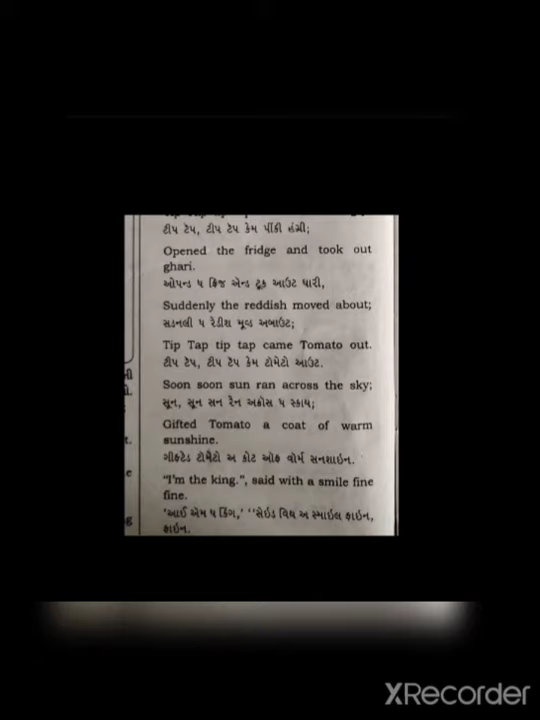 ટીપ ટેપ, ટીપ ટેપ કેમ પીંકી હંગ્રી;
Opened the fridge and took out
ghari.
ઓપન્ડ ધ ફ્રિજ એન્ડ ટૂક આઉટ ઘારી,
Suddenly the reddish moved about;
સડનલી ધ રેડીશ મૂવ્ડ અબાઉટ;
Tip Tap tip tap came Tomato out.
ટીપ ટેપ, ટીપ ટેપ કેમ ટોમેટો આઉટ.
Soon soon sun ran across the sky;
સૂન, સૂન સન રૅન અક્રોસ ધ સ્કાય;
Gifted Tomato a coat of warm
sunshine.
ગીફ્ટેડ ટોમૅટો અ કોટ ઓફ વોર્મ સનશાઇન.
"I'm the king.", said with a smile fine
fine.
'આઈ એમ ધ કિંગ,' ''સેઇડ વિથ અ સ્માઇલ ફાઇન,
ફાઇન.
t.
e
g
XRecorder